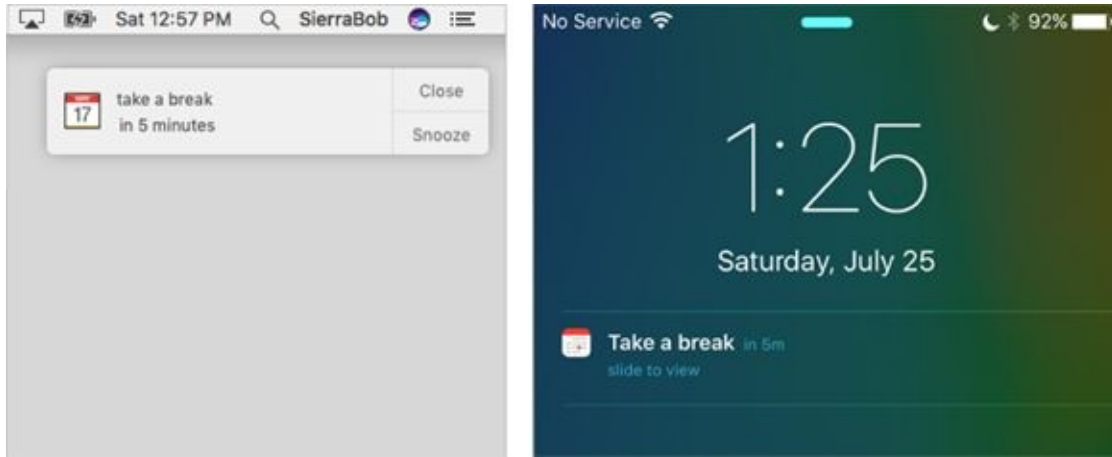 Sat 12:57 PM SierraBob
17
take a break
in 5 minutes
Close
Snooze
No Service 92%
1:25
Saturday, July 25
Take a break in 5m
slide to view